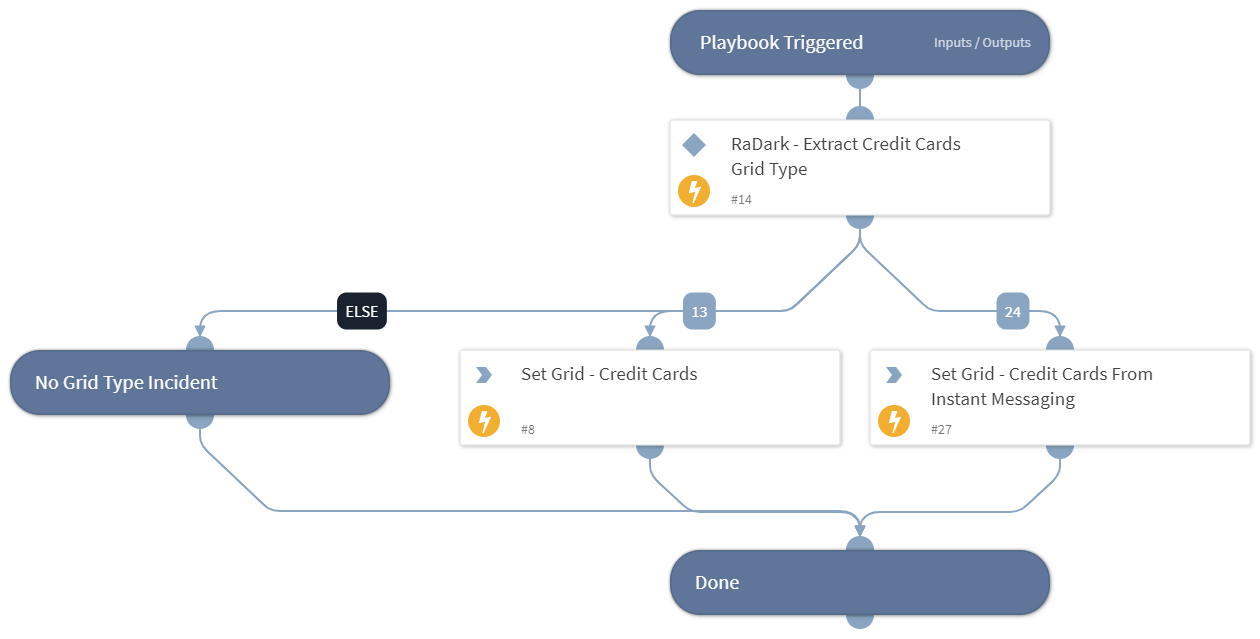 Playbook Triggered
Inputs / Outputs
RaDark - Extract Credit Cards
Grid Type
#14
ELSE
13
24
No Grid Type Incident
Set Grid - Credit Cards
#8
Set Grid - Credit Cards From
Instant Messaging
#27
Done